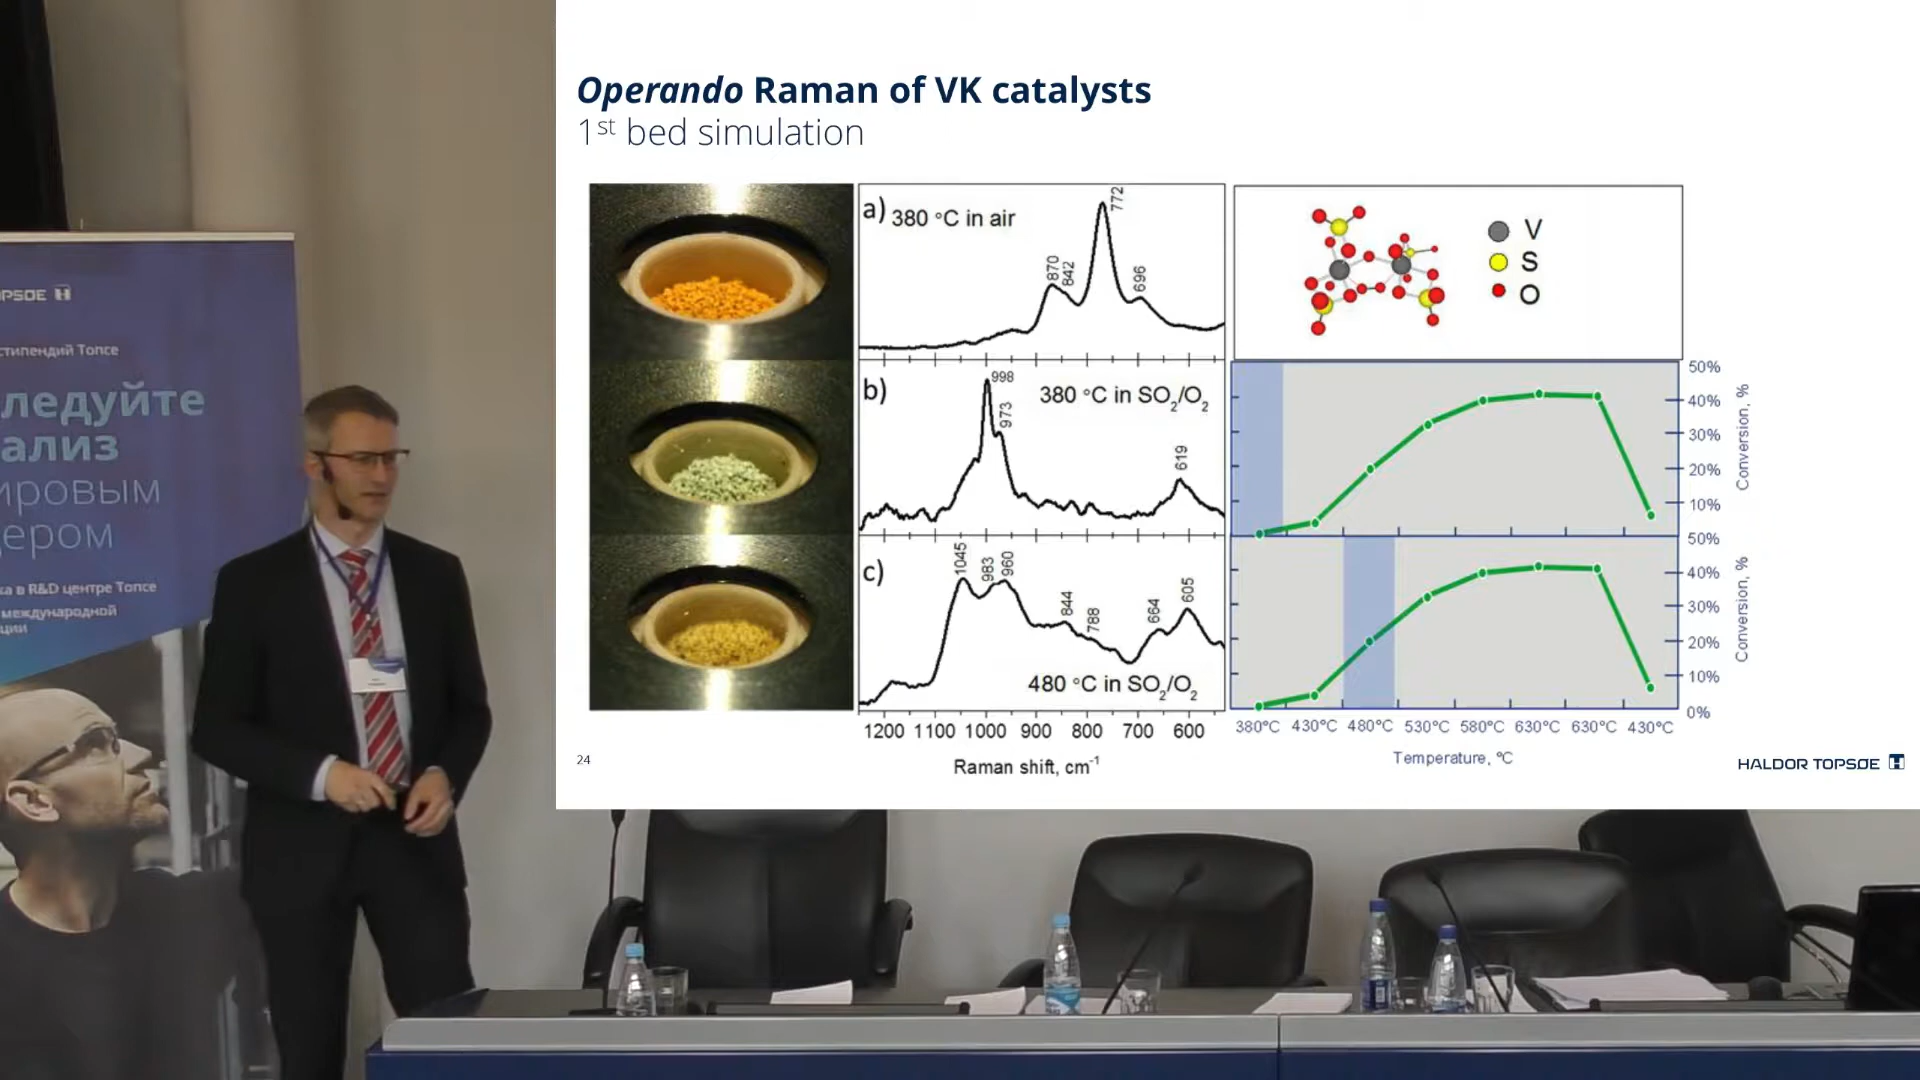 Operando Raman of VK catalysts
1st bed simulation
a) 380 °C in air
870
842
772
696
b) 380 °C in SO2/O2
998
973
619
c) 480 °C in SO2/O2
1045
983
960
844
788
664
605
1200 1100 1000 900 800 700 600
Raman shift, cm-1
V
S
O
50%
40%
30%
20%
10%
Conversion, %
50%
40%
30%
20%
10%
0%
Conversion, %
380°C 430°C 480°C 530°C 580°C 630°C 630°C 430°C
Temperature, °C
24
HALDOR TOPSØE
OPSØE
стипендий Топсе
ледуйте
ализ
ировым
дером
ка в R&D центре Топсе
международной
ции